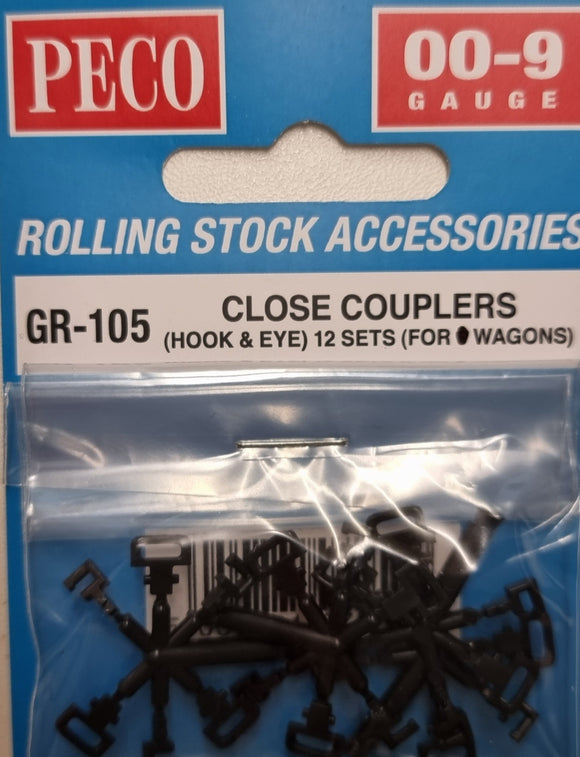 PECO
00-9
GAUGE
ROLLING STOCK ACCESSORIES
GR-105
CLOSE COUPLERS
(HOOK & EYE) 12 SETS (FOR WAGONS)